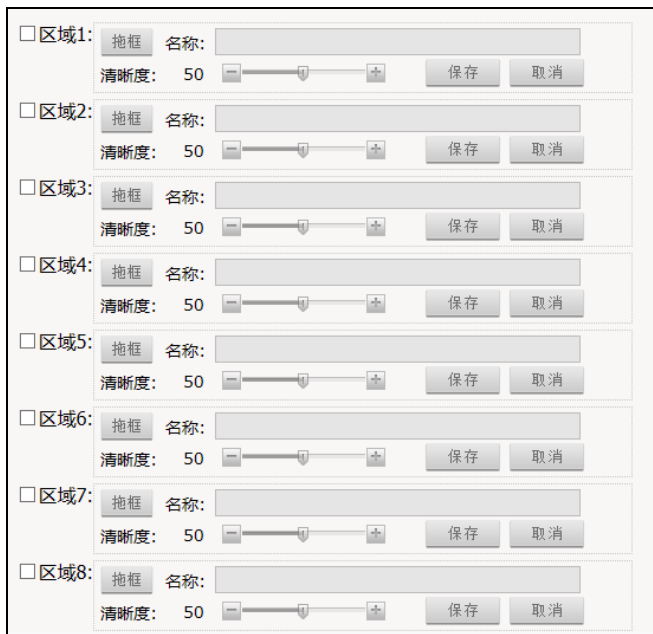 区域1: 拖框 名称:
清晰度: 50 保存 取消
区域2: 拖框 名称:
清晰度: 50 保存 取消
区域3: 拖框 名称:
清晰度: 50 保存 取消
区域4: 拖框 名称:
清晰度: 50 保存 取消
区域5: 拖框 名称:
清晰度: 50 保存 取消
区域6: 拖框 名称:
清晰度: 50 保存 取消
区域7: 拖框 名称:
清晰度: 50 保存 取消
区域8: 拖框 名称:
清晰度: 50 保存 取消